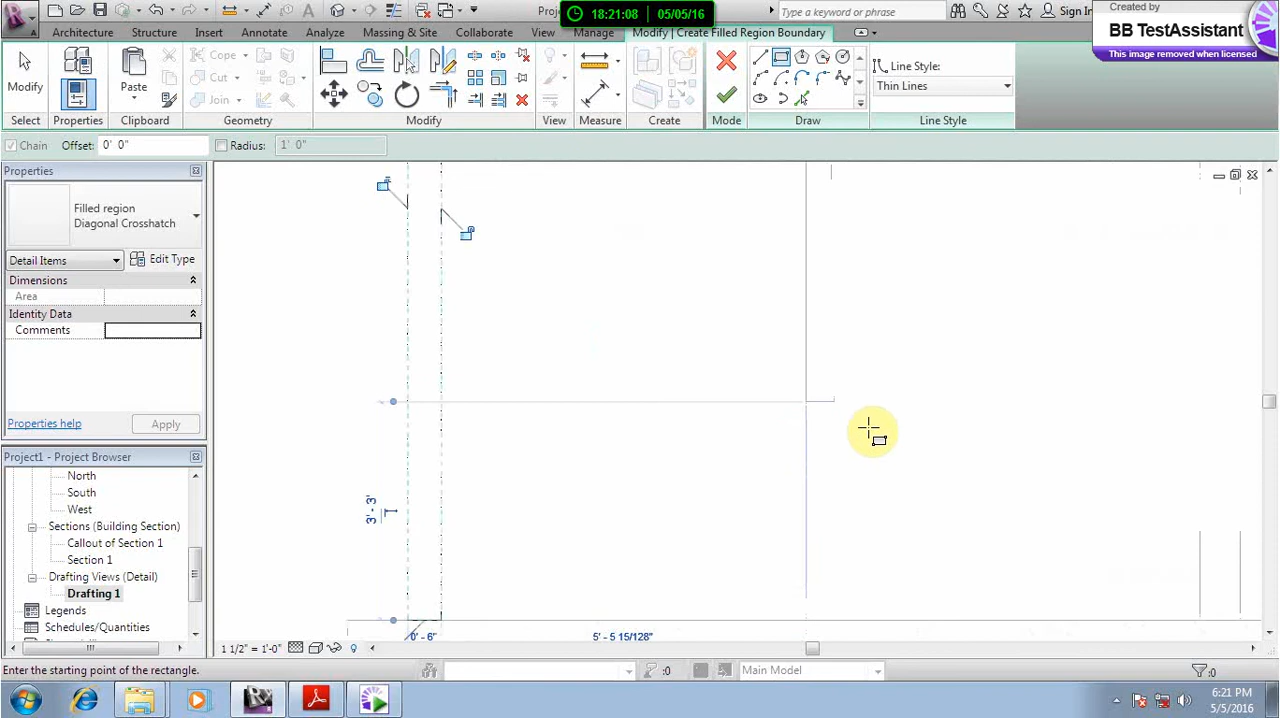 18:21:08 05/05/16
Created by
BB TestAssistant
This image removed when licensed
Type a keyword or phrase
Sign In
Architecture Structure Insert Annotate Analyze Massing & Site Collaborate View Manage Modify | Create Filled Region Boundary
Modify
Properties
Paste
Cope
Cut
Join
Line Style:
Thin Lines
Select Properties Clipboard Geometry Modify View Measure Create Mode Draw Line Style
Chain Offset: 0' 0" Radius: 1' 0"
Properties
Filled region
Diagonal Crosshatch
Detail Items Edit Type
Dimensions
Area
Identity Data
Comments
Properties help Apply
Project1 - Project Browser
North
South
West
Sections (Building Section)
Callout of Section 1
Section 1
Drafting Views (Detail)
Drafting 1
Legends
Schedules/Quantities
3' - 3"
0' - 6"
5' - 5 15/128"
1 1/2" = 1'-0"
Enter the starting point of the rectangle.
:0
Main Model
:0
6:21 PM
5/5/2016